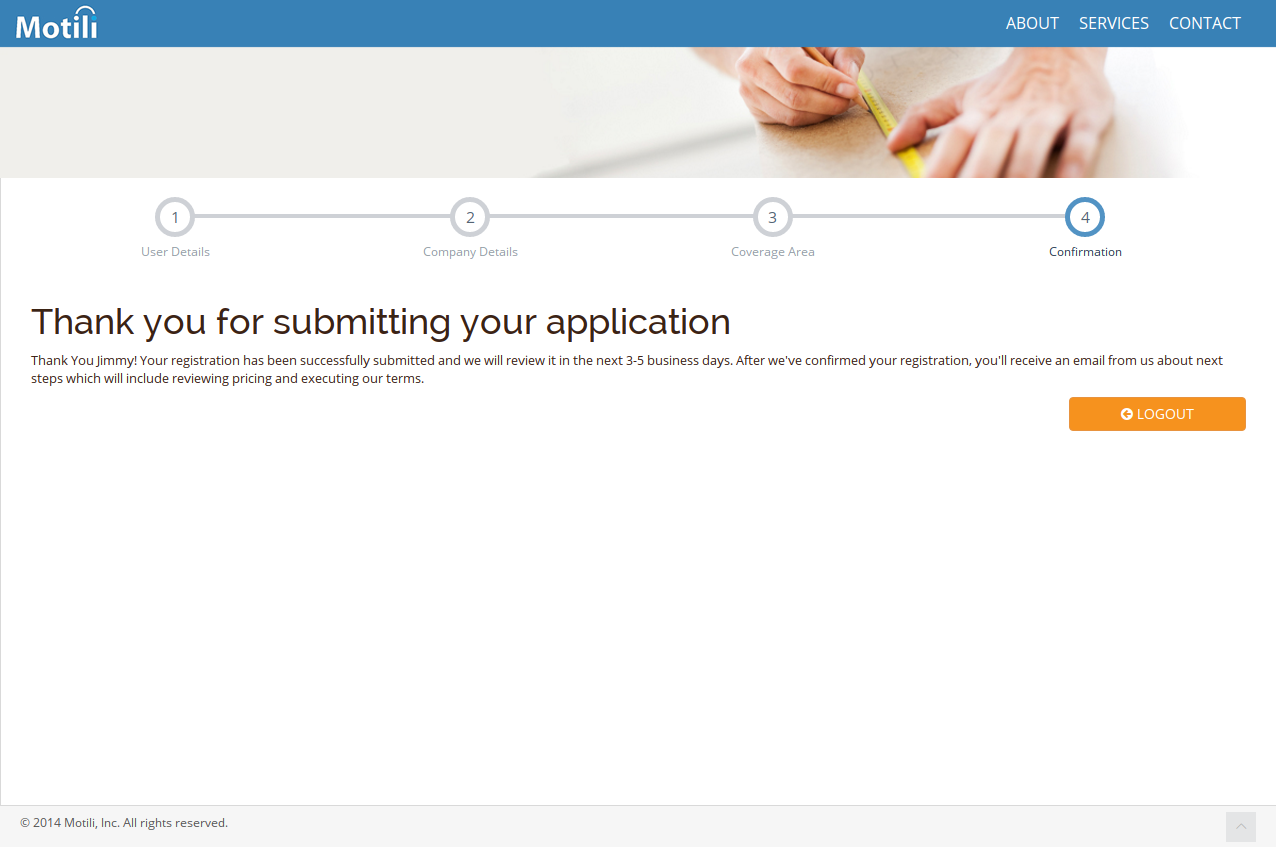 Motili
ABOUT SERVICES CONTACT
1 2 3 4
User Details Company Details Coverage Area Confirmation
Thank you for submitting your application
Thank You Jimmy! Your registration has been successfully submitted and we will review it in the next 3-5 business days. After we've confirmed your registration, you'll receive an email from us about next
steps which will include reviewing pricing and executing our terms.
LOGOUT
© 2014 Motili, Inc. All rights reserved.